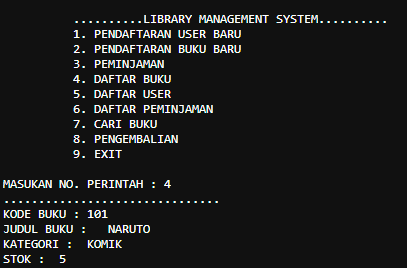 ..........LIBRARY MANAGEMENT SYSTEM..........
1. PENDAFTARAN USER BARU
2. PENDAFTARAN BUKU BARU
3. PEMINJAMAN
4. DAFTAR BUKU
5. DAFTAR USER
6. DAFTAR PEMINJAMAN
7. CARI BUKU
8. PENGEMBALIAN
9. EXIT
MASUKAN NO. PERINTAH : 4
...............................
KODE BUKU : 101
JUDUL BUKU :   NARUTO
KATEGORI :  KOMIK
STOK :  5